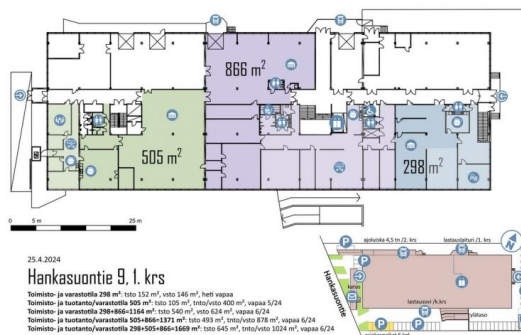 866 m²
505 m²
298 m²
0 5 m 25 m
25.4.2024
Hankasuontie 9, 1. krs
Toimisto- ja varastotila 298 m²: tsto 152 m², vsto 146 m², heti vapaa
Toimisto- ja tuotanto/varastotila 505 m²: tsto 105 m², tnto/vsto 400 m², vapaa 5/24
Toimisto- ja varastotila 298+866=1164 m²: tsto 540 m², vsto 624 m², vapaa 6/24
Toimisto- ja tuotanto/varastotila 505+866=1371 m²: tsto 493 m², tnto/vsto 878 m², vapaa 6/24
Toimisto- ja tuotanto/varastotila 298+505+866=1669 m²: tsto 645 m², tnto/vsto 1024 m², vapaa 6/24
P
ajoluiska 4,5 tn /2. krs
P
lastauslaituri /1. krs
P
N
Hankasuontie
katos
lastausovi /k.krs
ylätaso
P
P